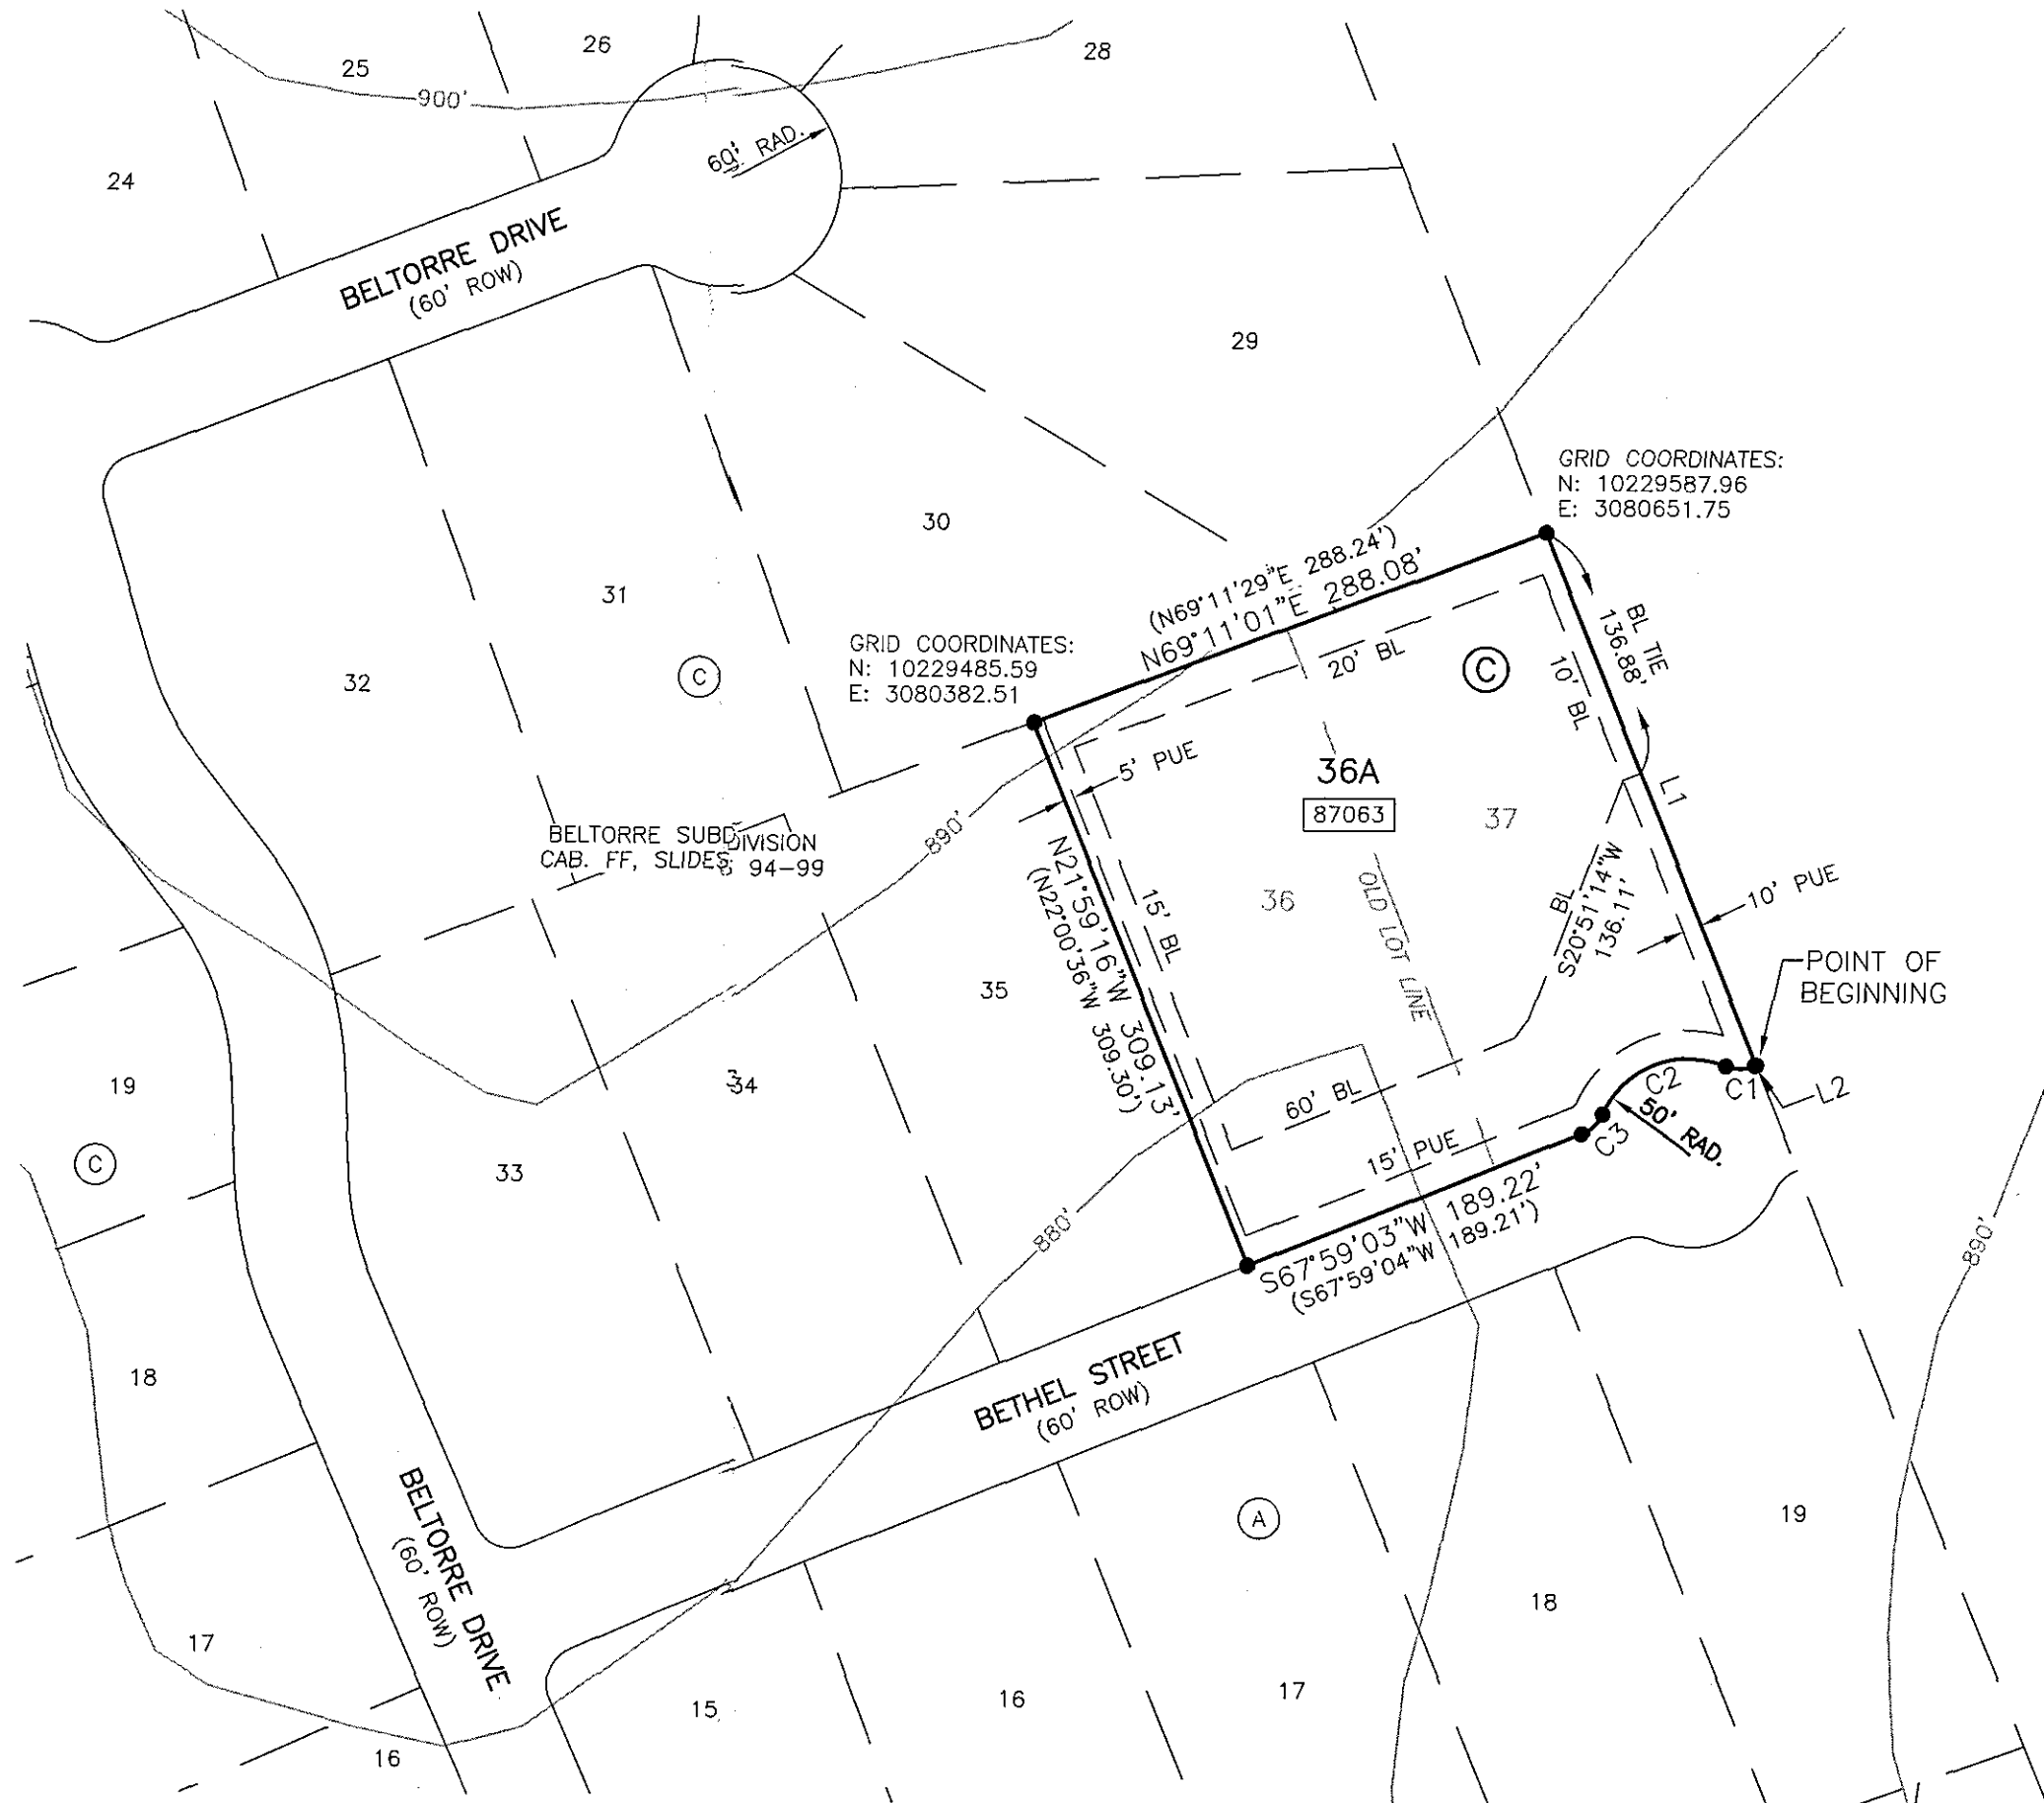 25
26
28
900'
60' RAD.
24
BELTORRE DRIVE
(60' ROW)
29
GRID COORDINATES:
N: 10229587.96
E: 3080651.75
30
(N69°11'29"E 288.24')
N69°11'01"E 288.08'
31
GRID COORDINATES:
N: 10229485.59
E: 3080382.51
32
C
20' BL
C
10' BL
BL TIE
136.88'
5' PUE
36A
87063
37
L1
BELTORRE SUBDIVISION
CAB. FF, SLIDES 94-99
890'
N21°59'16"W 309.13'
(N22°00'36"W 309.30')
15' BL
36
OLD LOT LINE
BL
S20°51'14"W
136.11'
10' PUE
POINT OF
BEGINNING
35
34
19
60' BL
C2
C1
L2
C3
50' RAD.
15' PUE
C
33
880'
S67°59'03"W 189.22'
(S67°59'04"W 189.21')
890'
18
BETHEL STREET
(60' ROW)
BELTORRE DRIVE
(60' ROW)
A
19
17
18
15
16
17
16